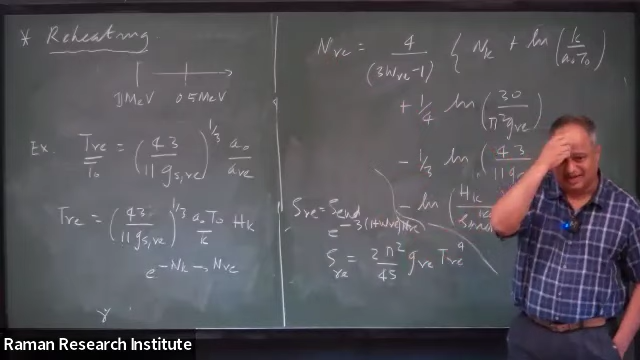 * Reheating.
1 MeV 0.5 MeV
Ex. Tre/T0 = (43/11 gs,re)^1/3 a0/are
Tre = (43/11 gs,re)^1/3 a0T0/k Hk
e^-Nk - Nre
Nre = 4/(3wre-1) { Nk + ln (k/a0T0)
+ 1/4 ln (30/π² gre)
- 1/3 ln (43/11 gs
- ln (Hk
Sre = Send
e^-3(1+wre)Nre
Sre = 2π²/45 gre Tre
Raman Research Institute